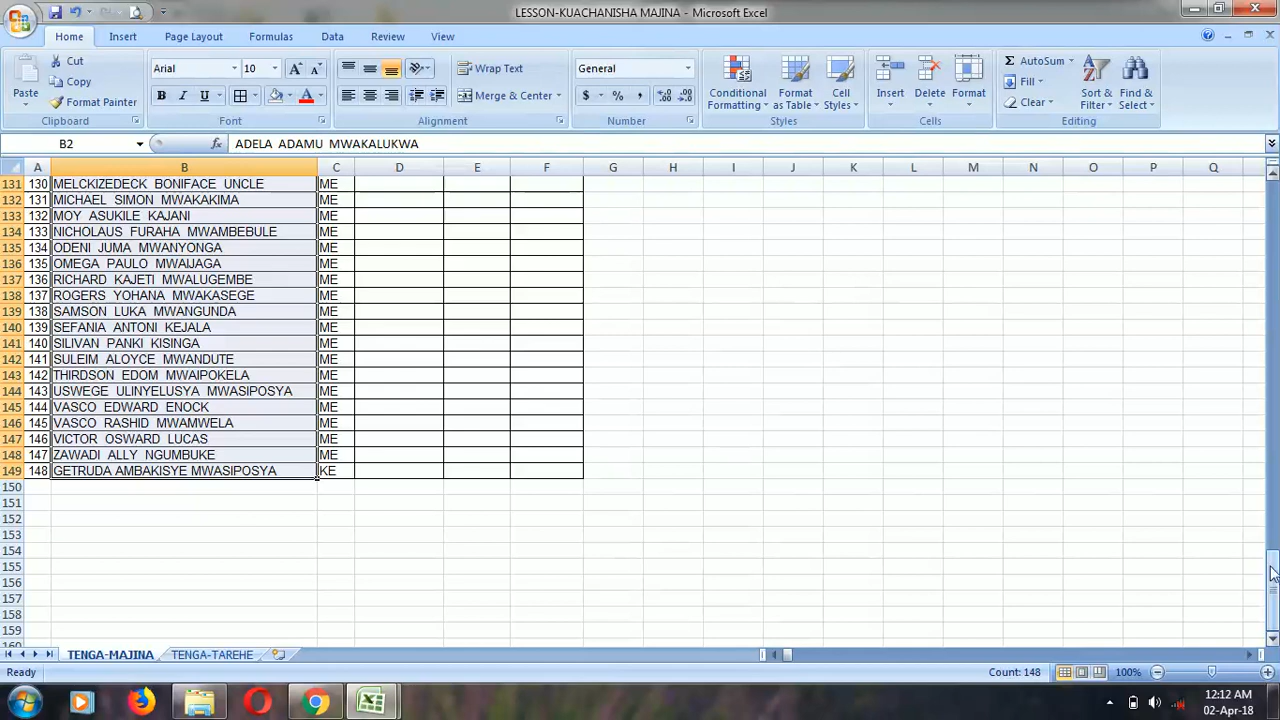 LESSON-KUACHANISHA MAJINA - Microsoft Excel
Home Insert Page Layout Formulas Data Review View
Paste
Cut
Copy
Format Painter
Clipboard
Arial 10
B I U
A A A
Font
Wrap Text
Merge & Center
Alignment
General
$ % ,
Number
Conditional Formatting
Format as Table
Cell Styles
Styles
Insert Delete Format
Cells
Σ AutoSum
Fill
Clear
Sort & Filter
Find & Select
Editing
B2 fx ADELA ADAMU MWAKALUKWA
A B C D E F G H I J K L M N O P Q
131 130 MELCKIZEDECK BONIFACE UNCLE ME
132 131 MICHAEL SIMON MWAKAKIMA ME
133 132 MOY ASUKILE KAJANI ME
134 133 NICHOLAUS FURAHA MWAMBEBULE ME
135 134 ODENI JUMA MWANYONGA ME
136 135 OMEGA PAULO MWAIJAGA ME
137 136 RICHARD KAJETI MWALUGEMBE ME
138 137 ROGERS YOHANA MWAKASEGE ME
139 138 SAMSON LUKA MWANGUNDA ME
140 139 SEFANIA ANTONI KEJALA ME
141 140 SILIVAN PANKI KISINGA ME
142 141 SULEIM ALOYCE MWANDUTE ME
143 142 THIRDSON EDOM MWAIPOKELA ME
144 143 USWEGE ULINYELUSYA MWASIPOSYA ME
145 144 VASCO EDWARD ENOCK ME
146 145 VASCO RASHID MWAMWELA ME
147 146 VICTOR OSWARD LUCAS ME
148 147 ZAWADI ALLY NGUMBUKE ME
149 148 GETRUDA AMBAKISYE MWASIPOSYA KE
150
151
152
153
154
155
156
157
158
159
160
TENGA-MAJINA TENGA-TAREHE
Ready Count: 148 100%
12:12 AM
02-Apr-18